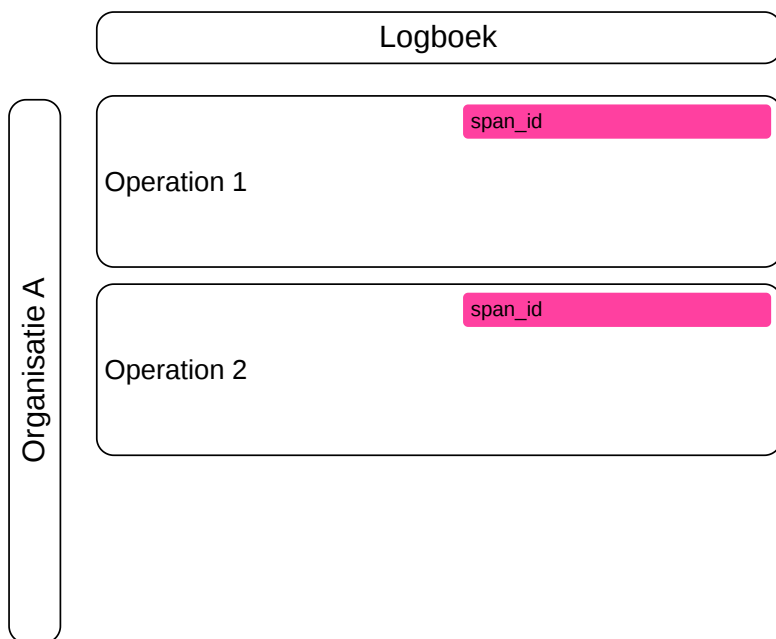 Logboek
Organisatie A
span_id
Operation 1
span_id
Operation 2